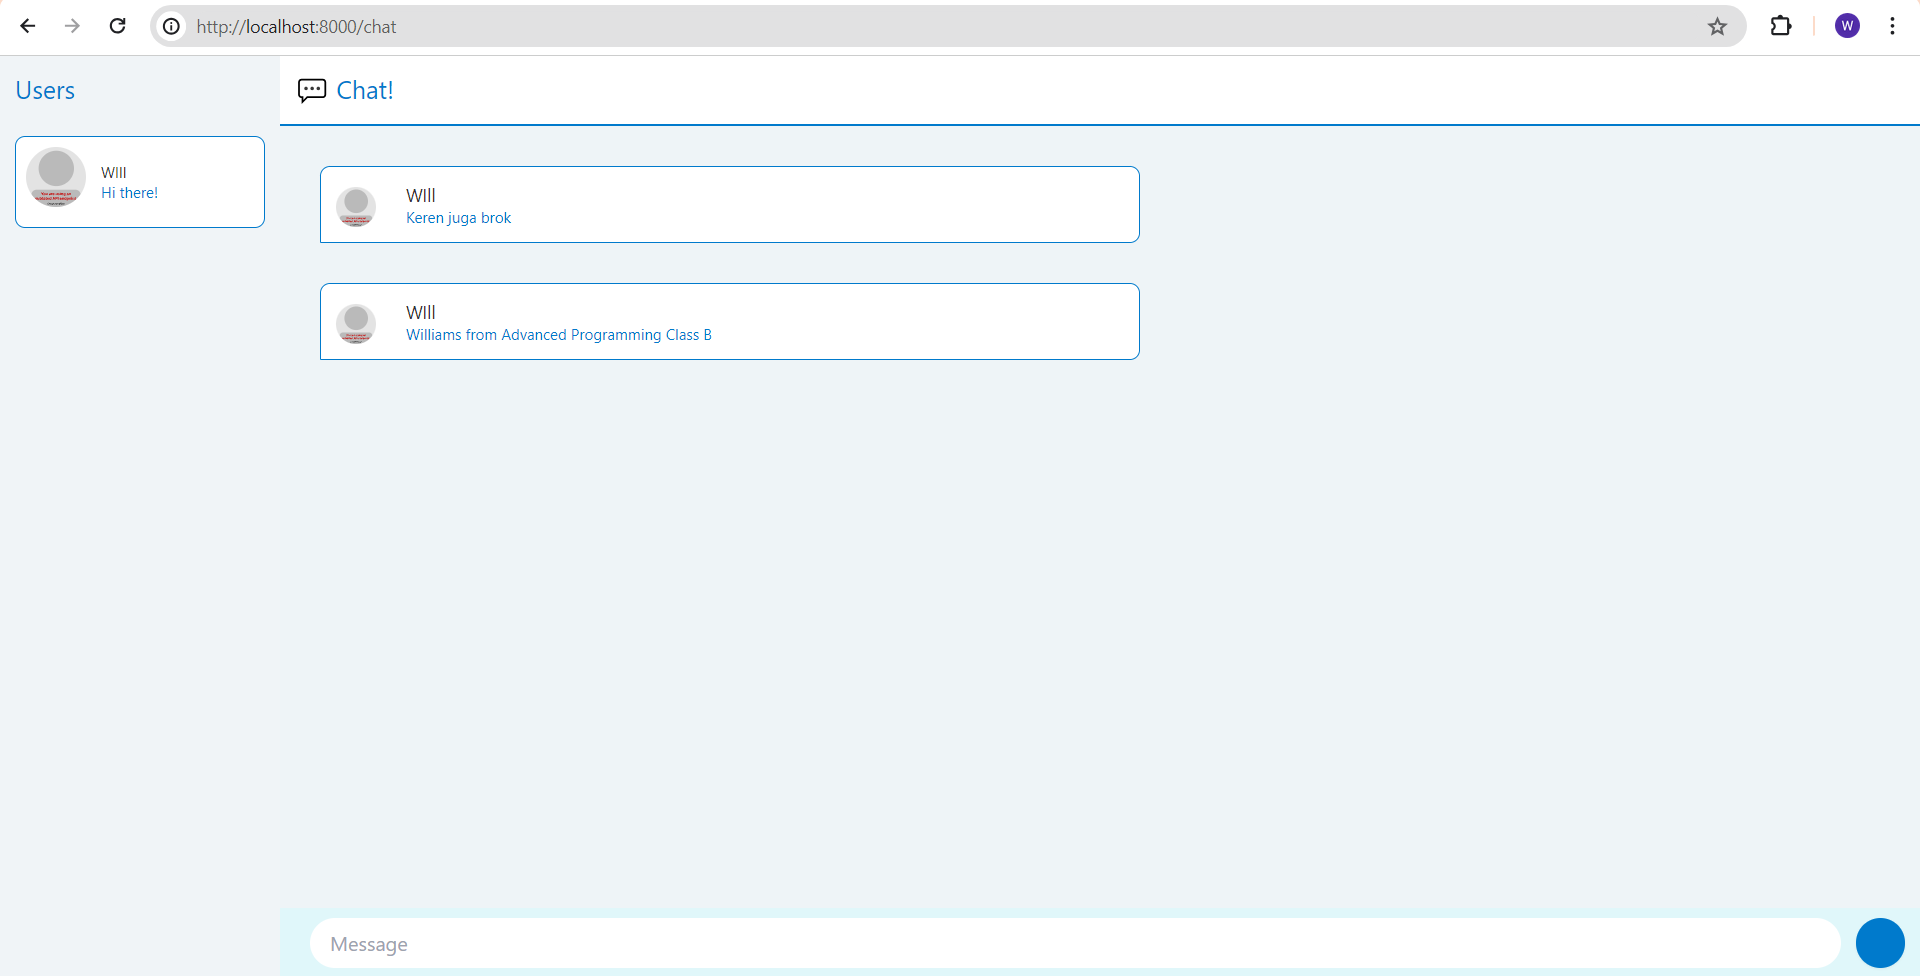 http://localhost:8000/chat
W
Users
WIll
Hi there!
Chat!
WIll
Keren juga brok
WIll
Williams from Advanced Programming Class B
Message